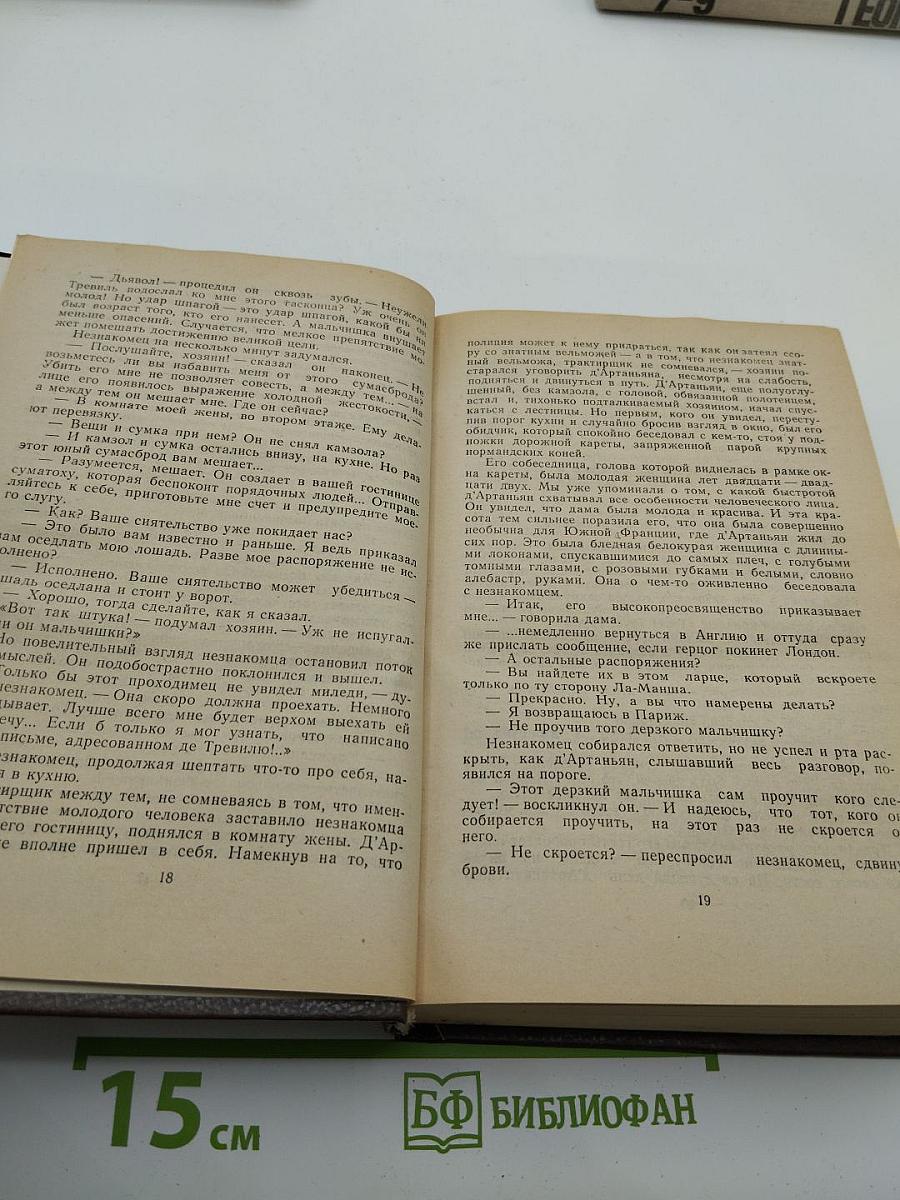 7–9
— Дьявол! — процедил он сквозь зубы. — Неужели
Тревиль подослал ко мне этого гасконца? Уж очень он
молод! Но удар шпагой — это удар шпагой, какой бы ни
был возраст того, кто его нанесет. А мальчишка внушает
меньше опасений. Случается, что мелкое препятствие мо-
жет помешать достижению великой цели.
Незнакомец на несколько минут задумался.
— Послушайте, хозяин! — сказал он наконец. — Не
возьметесь ли вы избавить меня от этого сумасброда?
Убить его мне не позволяет совесть, а между тем... — на
лице его появилось выражение холодной жестокости, —
а между тем он мешает мне. Где он сейчас?
— В комнате моей жены, во втором этаже. Ему дела-
ют перевязку.
— Вещи и сумка при нем? Он не снял камзола?
— И камзол и сумка остались внизу, на кухне. Но раз
этот юный сумасброд вам мешает...
— Разумеется, мешает. Он создает в вашей гостинице
суматоху, которая беспокоит порядочных людей... Отправ-
ляйтесь к себе, приготовьте мне счет и предупредите мое-
го слугу.
— Как? Ваше сиятельство уже покидает нас?
— Это было вам известно и раньше. Я ведь приказал
вам оседлать мою лошадь. Разве мое распоряжение не ис-
олнено?
— Исполнено. Ваше сиятельство может убедиться —
шадь оседлана и стоит у ворот.
— Хорошо, тогда сделайте, как я сказал.
«Вот так штука! — подумал хозяин. — Уж не испугал-
и он мальчишки?»
Но повелительный взгляд незнакомца остановил поток
мыслей. Он подобострастно поклонился и вышел.
Только бы этот проходимец не увидел миледи, — ду-
незнакомец. — Она скоро должна проехать. Немного
дывает. Лучше всего мне будет верхом выехать ей
ечу... Если б только я мог узнать, что написано
письме, адресованном де Тревилю!..»
езнакомец, продолжая шептать что-то про себя, на-
я в кухню.
ирщик между тем, не сомневаясь в том, что имен-
тствие молодого человека заставило незнакомца
его гостиницу, поднялся в комнату жены. Д'Ар-
е вполне пришел в себя. Намекнув на то, что
18
полиция может к нему придраться, так как он затеял ссо-
ру со знатным вельможей — а в том, что незнакомец знат-
ный вельможа, трактирщик не сомневался, — хозяин по-
старался уговорить д'Артаньяна, несмотря на слабость,
подняться и двинуться в путь. Д'Артаньян, еще полуоглу-
шенный, без камзола, с головой, обвязанной полотенцем,
встал и, тихонько подталкиваемый хозяином, начал спус-
каться с лестницы. Но первым, кого он увидел, пересту-
пив порог кухни и случайно бросив взгляд в окно, был его
обидчик, который спокойно беседовал с кем-то, стоя у под-
ножки дорожной кареты, запряженной парой крупных
нормандских коней.
Его собеседница, голова которой виднелась в рамке ок-
на кареты, была молодая женщина лет двадцати — двад-
цати двух. Мы уже упоминали о том, с какой быстротой
д'Артаньян схватывал все особенности человеческого лица.
Он увидел, что дама была молода и красива. И эта кра-
сота тем сильнее поразила его, что она была совершенно
необычна для Южной Франции, где д'Артаньян жил до
сих пор. Это была бледная белокурая женщина с длинны-
ми локонами, спускавшимися до самых плеч, с голубыми
томными глазами, с розовыми губками и белыми, словно
алебастр, руками. Она о чем-то оживленно беседовала
с незнакомцем.
— Итак, его высокопреосвященство приказывает
мне... — говорила дама.
— ...немедленно вернуться в Англию и оттуда сразу
же прислать сообщение, если герцог покинет Лондон.
— А остальные распоряжения?
— Вы найдете их в этом ларце, который вскроете
только по ту сторону Ла-Манша.
— Прекрасно. Ну, а вы что намерены делать?
— Я возвращаюсь в Париж.
— Не проучив того дерзкого мальчишку?
Незнакомец собирался ответить, но не успел и рта рас-
крыть, как д'Артаньян, слышавший весь разговор, по-
явился на пороге.
— Этот дерзкий мальчишка сам проучит кого сле-
дует! — воскликнул он. — И надеюсь, что тот, кого он
собирается проучить, на этот раз не скроется о
него.
— Не скроется? — переспросил незнакомец, сдвину
брови.
19
15 см
БФ БИБЛИОФАН